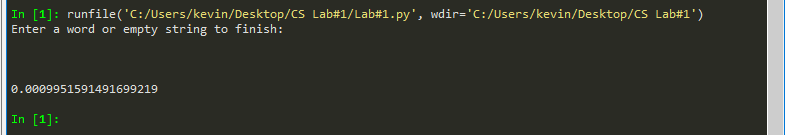 In [1]: runfile('C:/Users/kevin/Desktop/CS Lab#1/Lab#1.py', wdir='C:/Users/kevin/Desktop/CS Lab#1')
Enter a word or empty string to finish:
0.0009951591491699219
In [1]: